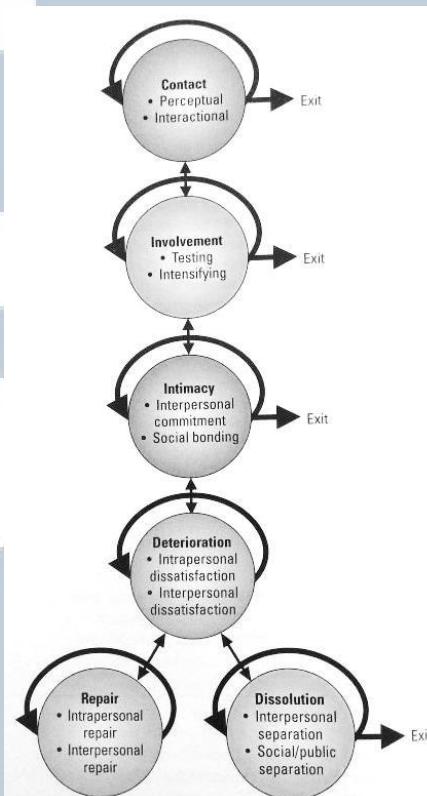 Contact
• Perceptual
• Interactional
Exit
Involvement
• Testing
• Intensifying
Exit
Intimacy
• Interpersonal
commitment
• Social bonding
Exit
Deterioration
• Intrapersonal
dissatisfaction
• Interpersonal
dissatisfaction
Repair
• Intrapersonal
repair
• Interpersonal
repair
Dissolution
• Interpersonal
separation
• Social/public
separation
Exi